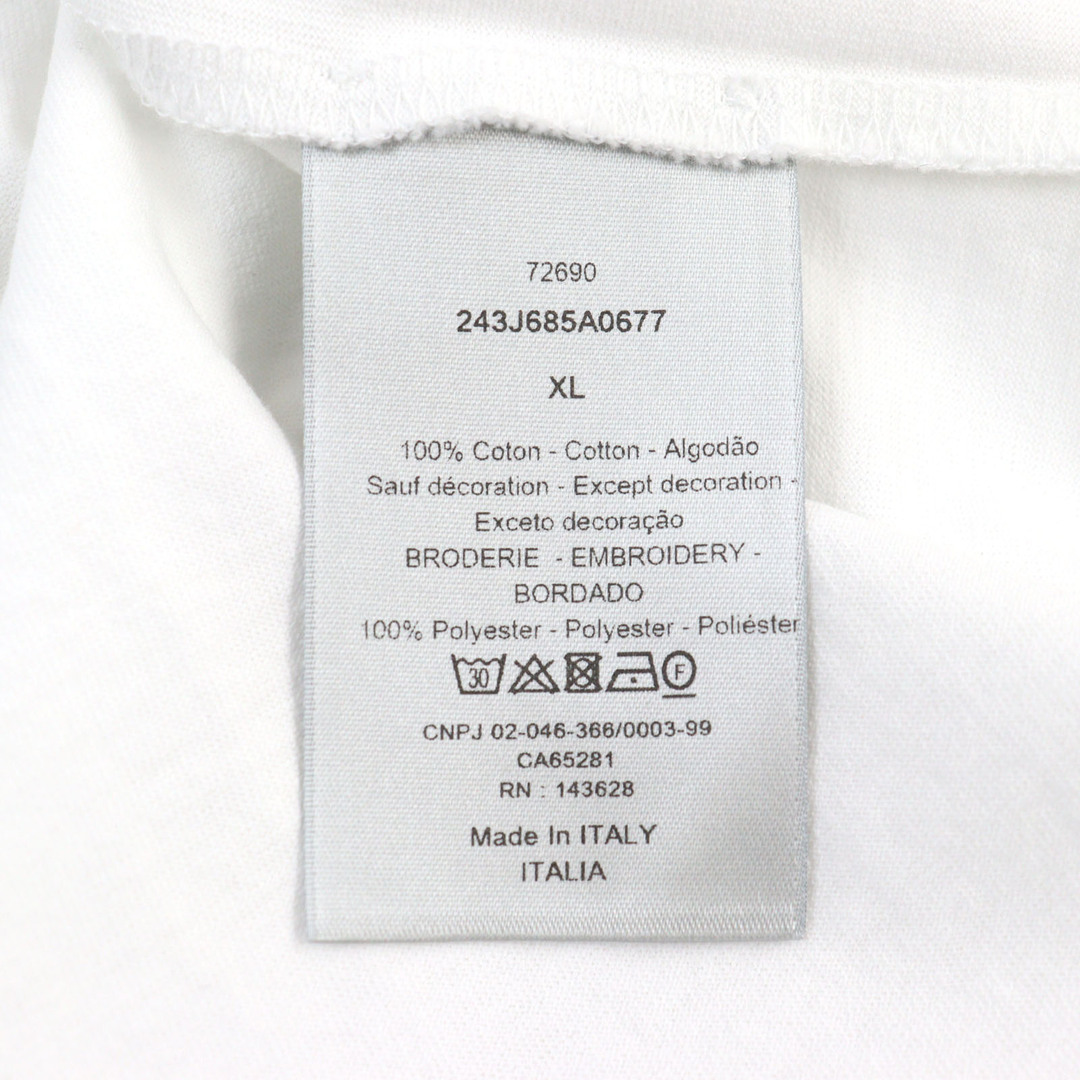 72690
243J685A0677
XL
100% Coton - Cotton - Algodão
Sauf décoration - Except decoration -
Exceto decoração
BRODERIE - EMBROIDERY -
BORDADO
100% Polyester - Polyester - Poliéster
30 F
CNPJ 02-046-366/0003-99
CA65281
RN : 143628
Made In ITALY
ITALIA